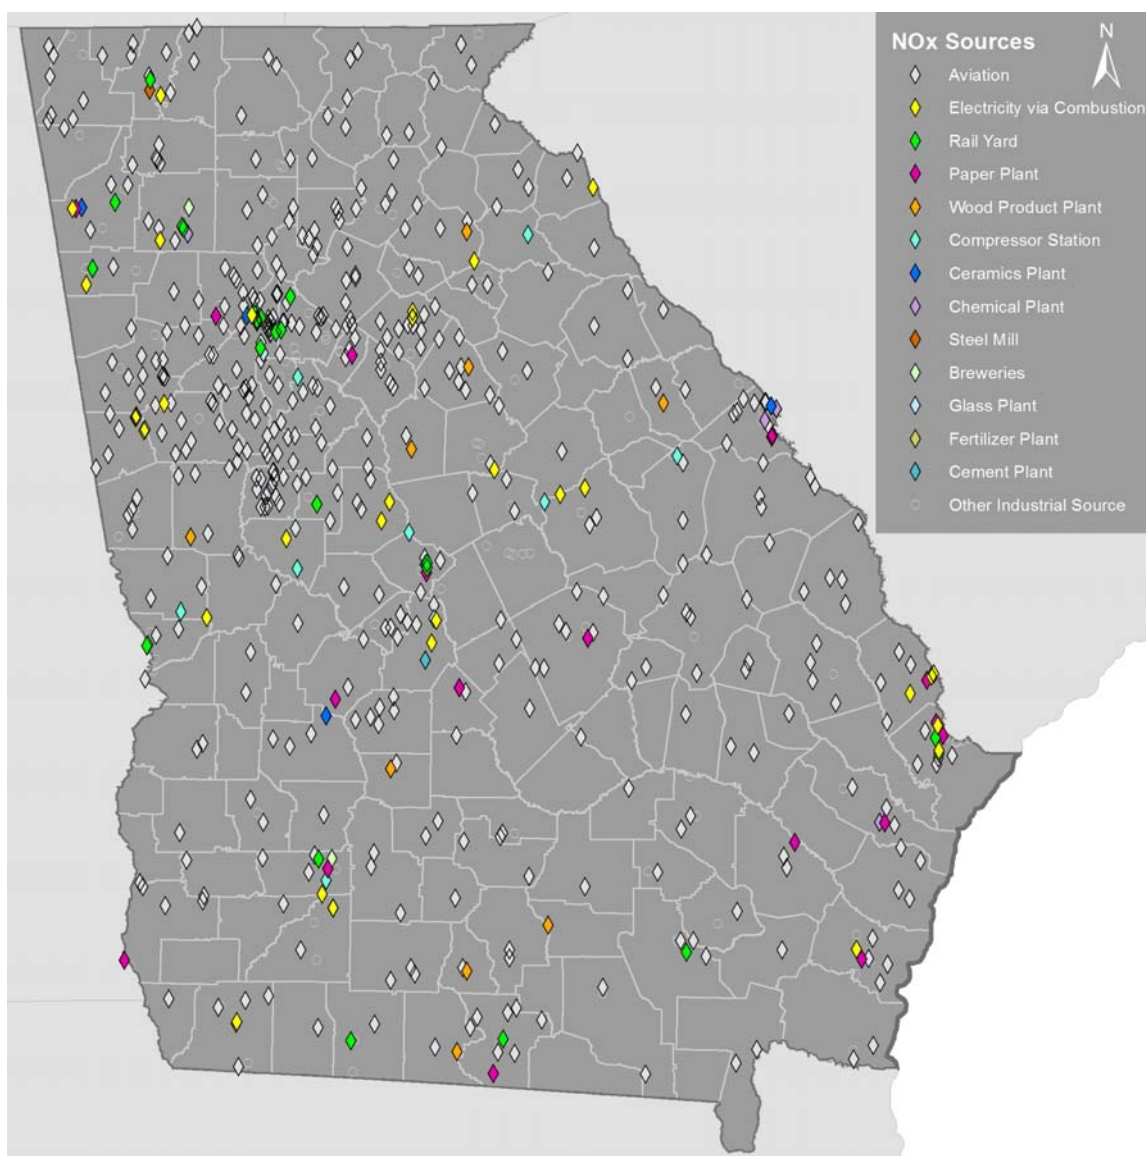 NOx Sources
N
Aviation
Electricity via Combustion
Rail Yard
Paper Plant
Wood Product Plant
Compressor Station
Ceramics Plant
Chemical Plant
Steel Mill
Breweries
Glass Plant
Fertilizer Plant
Cement Plant
Other Industrial Source